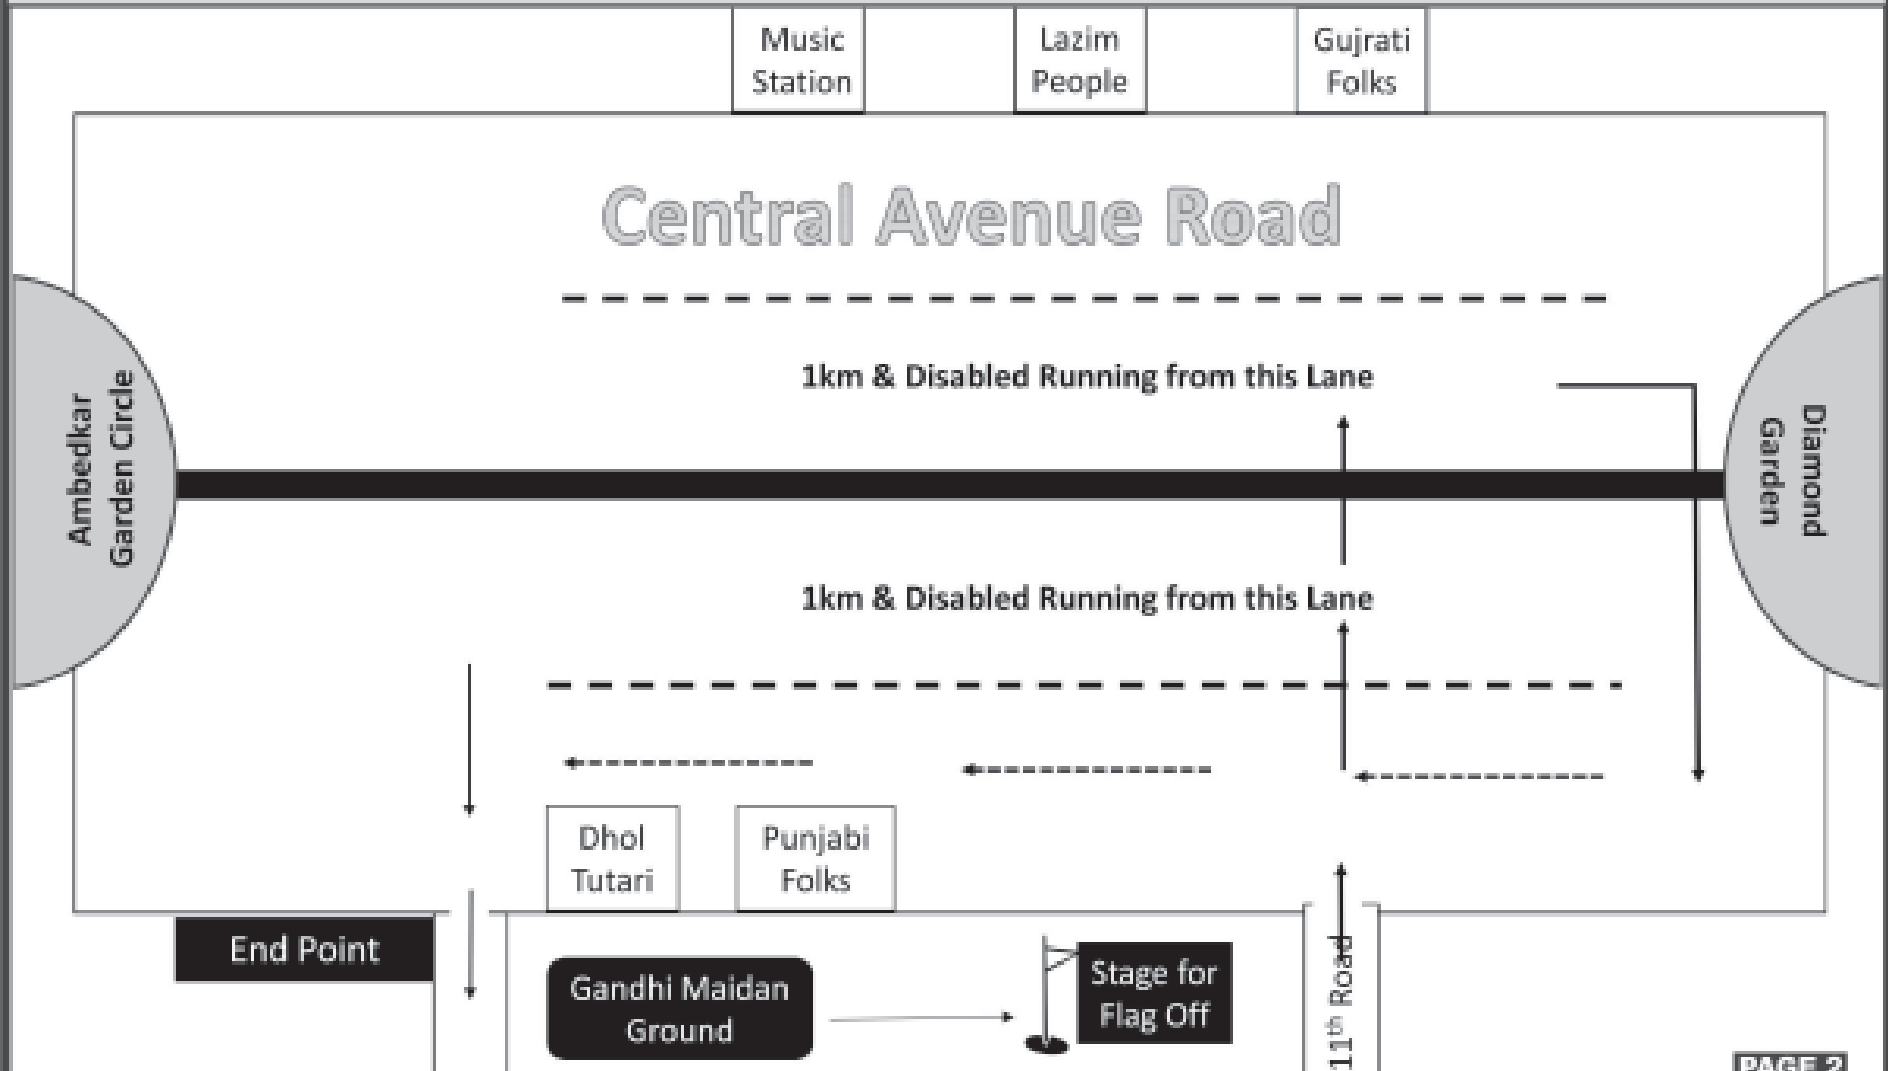 Music
Station
Lazim
People
Gujrati
Folks
Central Avenue Road
1km & Disabled Running from this Lane
Ambedkar
Garden Circle
Diamond
Garden
1km & Disabled Running from this Lane
Dhol
Tutari
Punjabi
Folks
End Point
Gandhi Maidan
Ground
Stage for
Flag Off
11th Road
PAGE 2